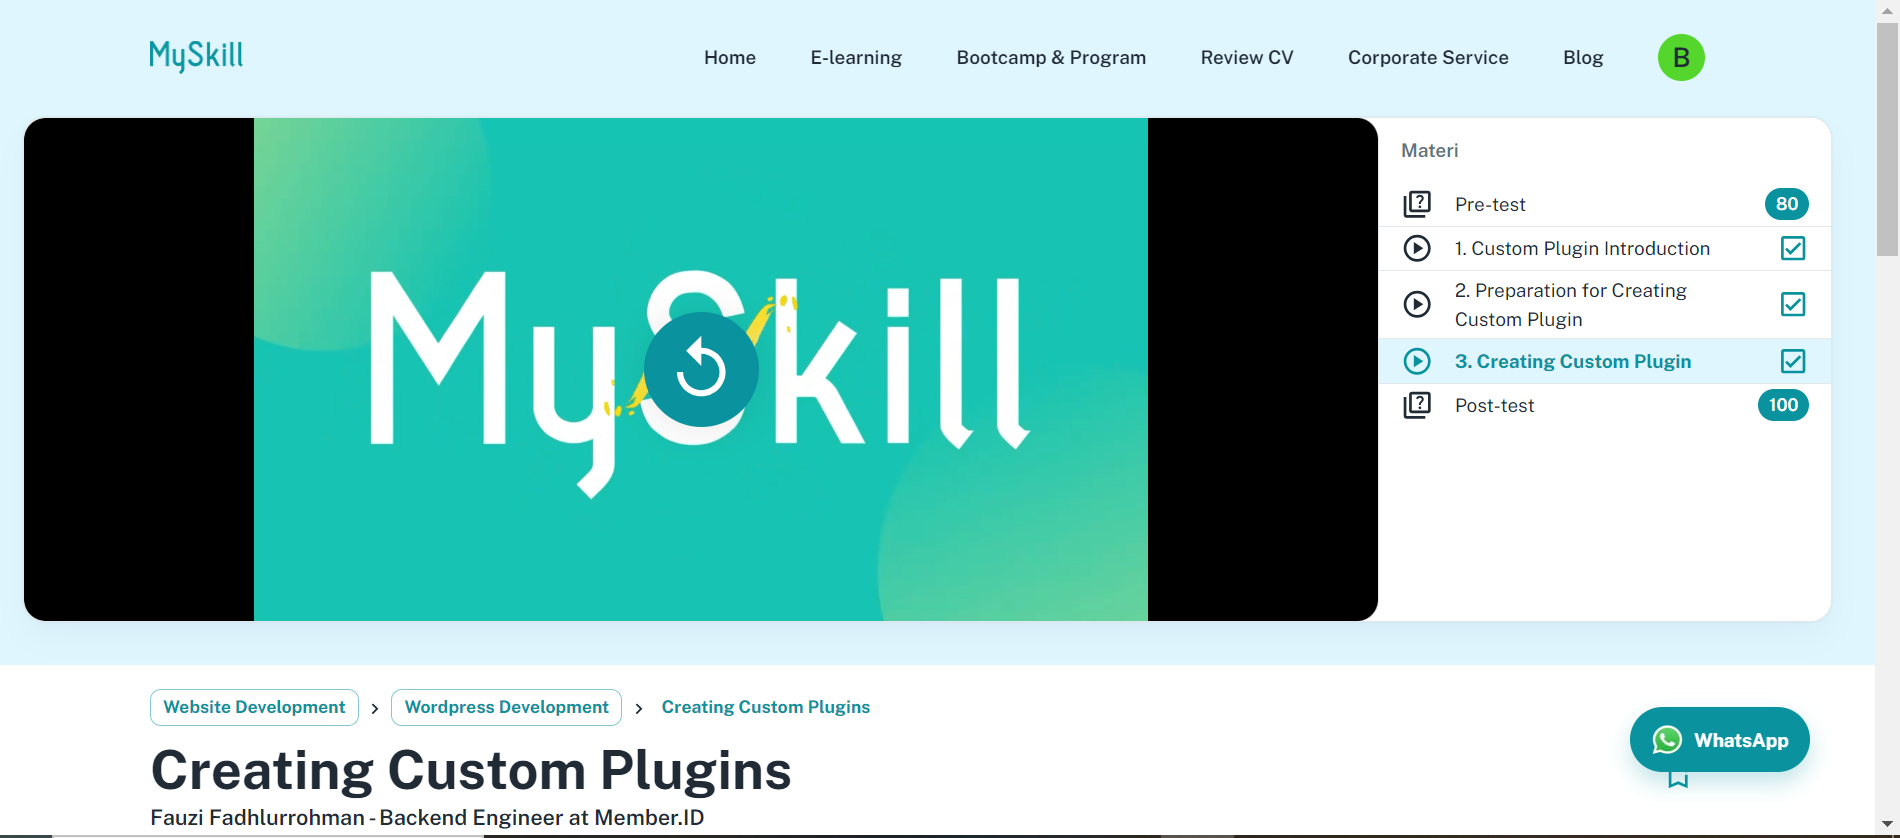 MySkill
Home
E-learning
Bootcamp & Program
Review CV
Corporate Service
Blog
B
MySkill
Materi
Pre-test
80
1. Custom Plugin Introduction
2. Preparation for Creating
Custom Plugin
3. Creating Custom Plugin
Post-test
100
Website Development
Wordpress Development
Creating Custom Plugins
Creating Custom Plugins
Fauzi Fadhlurrohman - Backend Engineer at Member.ID
WhatsApp